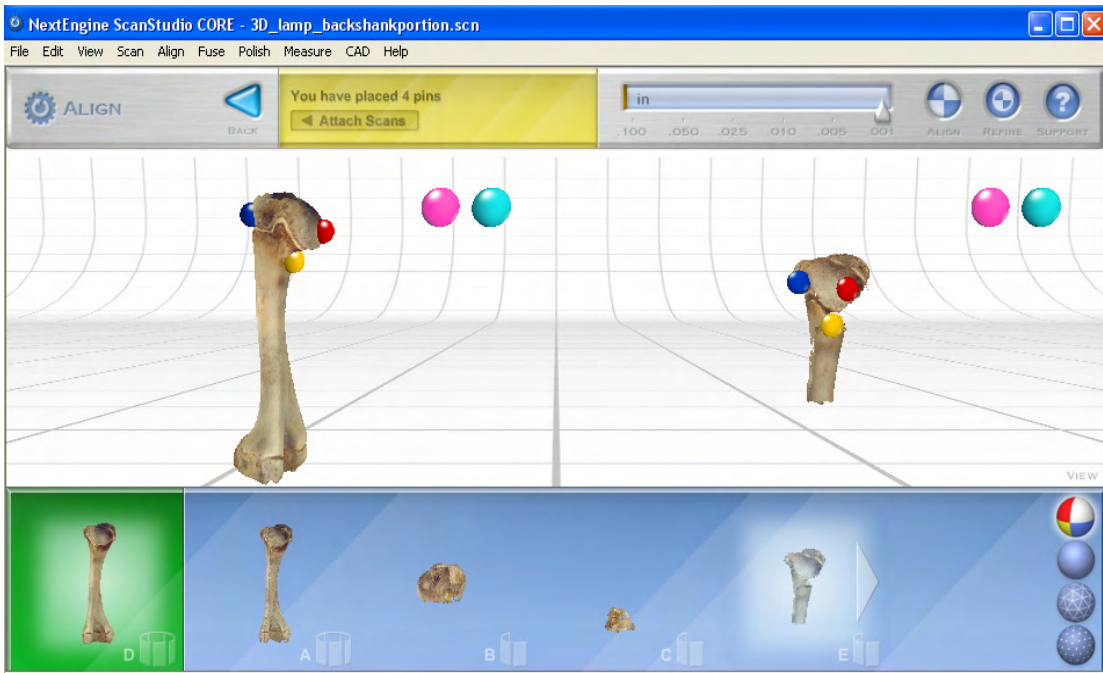 NextEngine ScanStudio CORE - 3D_lamp_backshankportion.scn
File Edit View Scan Align Fuse Polish Measure CAD Help
ALIGN
BACK
You have placed 4 pins
Attach Scans
in
.100 .050 .025 .010 .005 .001
ALIGN REFINE SUPPORT
VIEW
D A B C E